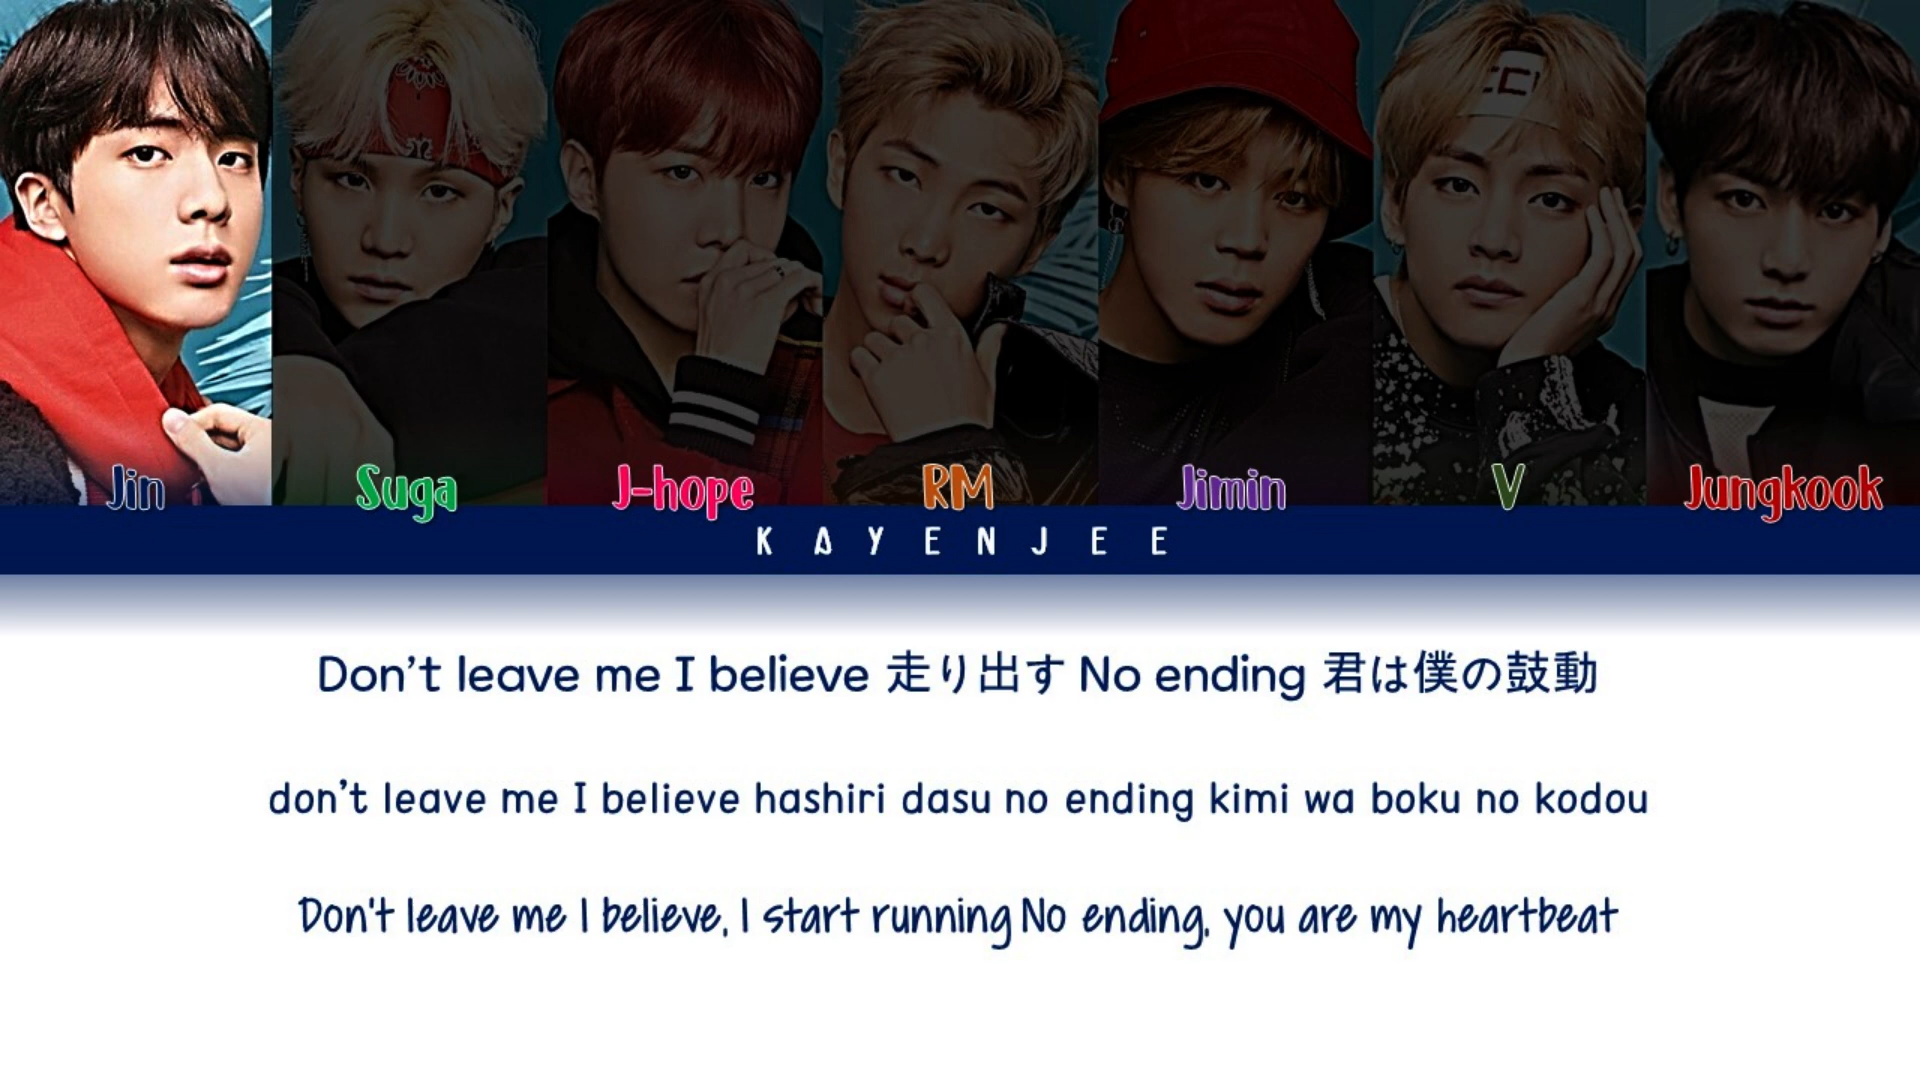 Jin Suga J-hope RM Jimin V Jungkook
KAYENJEE
Don't leave me I believe 走り出す No ending 君は僕の鼓動
don't leave me I believe hashiri dasu no ending kimi wa boku no kodou
Don't leave me I believe, I start running No ending, you are my heartbeat